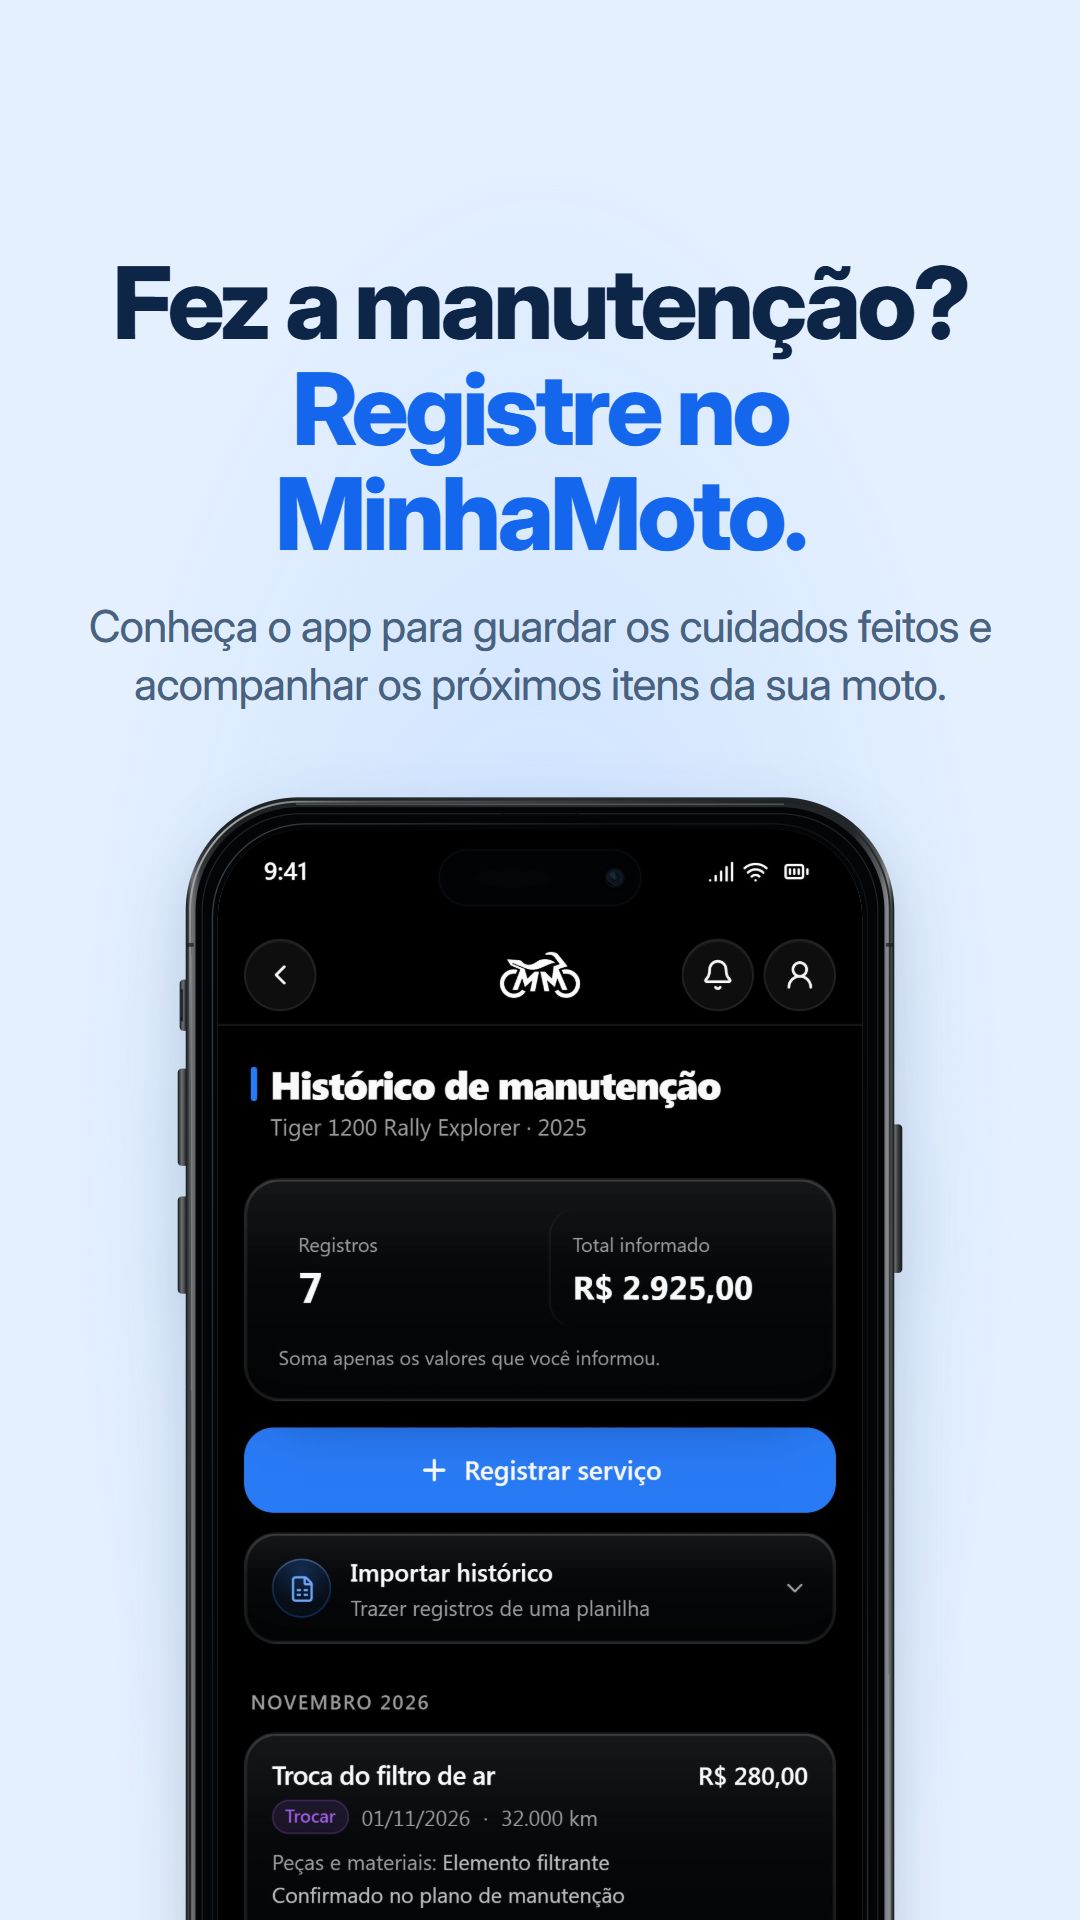 Fez a manutenção?
Registre no
MinhaMoto.
Conheça o app para guardar os cuidados feitos e
acompanhar os próximos itens da sua moto.
9:41
MM
Histórico de manutenção
Tiger 1200 Rally Explorer · 2025
Registros
7
Total informado
R$ 2.925,00
Soma apenas os valores que você informou.
+ Registrar serviço
Importar histórico
Trazer registros de uma planilha
NOVEMBRO 2026
Troca do filtro de ar
R$ 280,00
Trocar 01/11/2026 · 32.000 km
Peças e materiais: Elemento filtrante
Confirmado no plano de manutenção